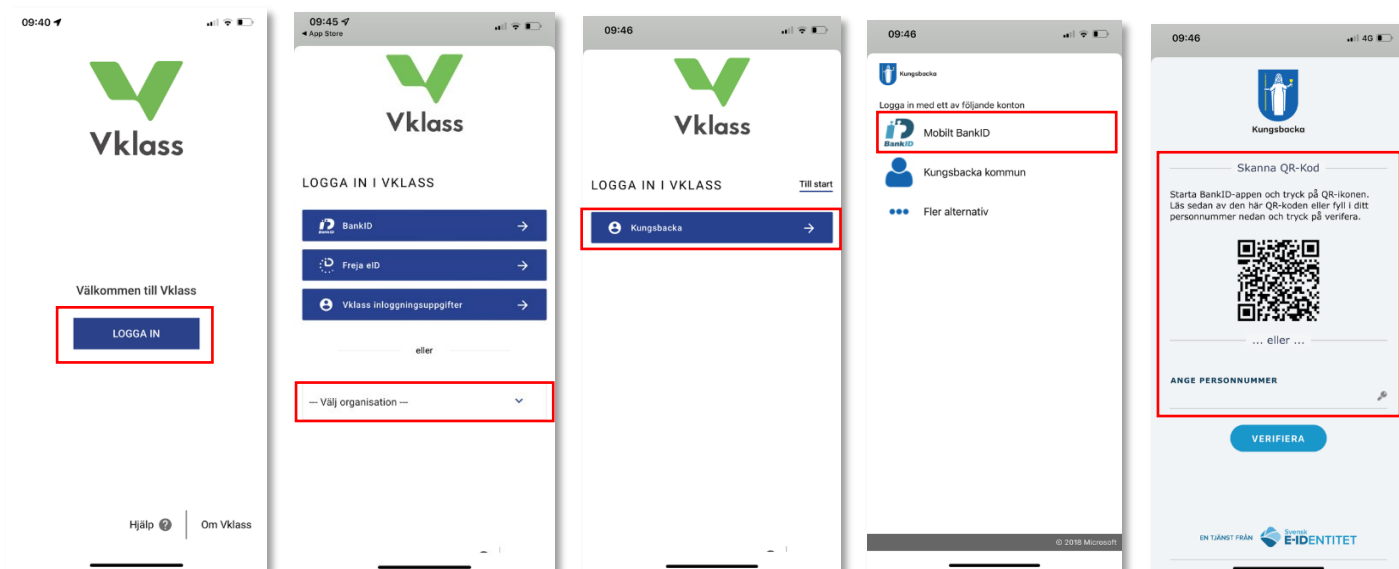 09:40
Vklass
Välkommen till Vklass
LOGGA IN
Hjälp ?
Om Vklass
09:45
◀ App Store
Vklass
LOGGA IN I VKLASS
BankID
BankID
Freja eID
Vklass inloggningsuppgifter
eller
--- Välj organisation ---
09:46
Vklass
LOGGA IN I VKLASS
Till start
Kungsbacka
09:46
Kungsbacka
Logga in med ett av följande konton
BankID
Mobilt BankID
Kungsbacka kommun
Fler alternativ
© 2018 Microsoft
09:46
4G
Kungsbacka
Skanna QR-Kod
Starta BankID-appen och tryck på QR-ikonen.
Läs sedan av den här QR-koden eller fyll i ditt
personnummer nedan och tryck på verifera.
... eller ...
ANGE PERSONNUMMER
VERIFIERA
EN TJÄNST FRÅN
Svensk
E-IDENTITET